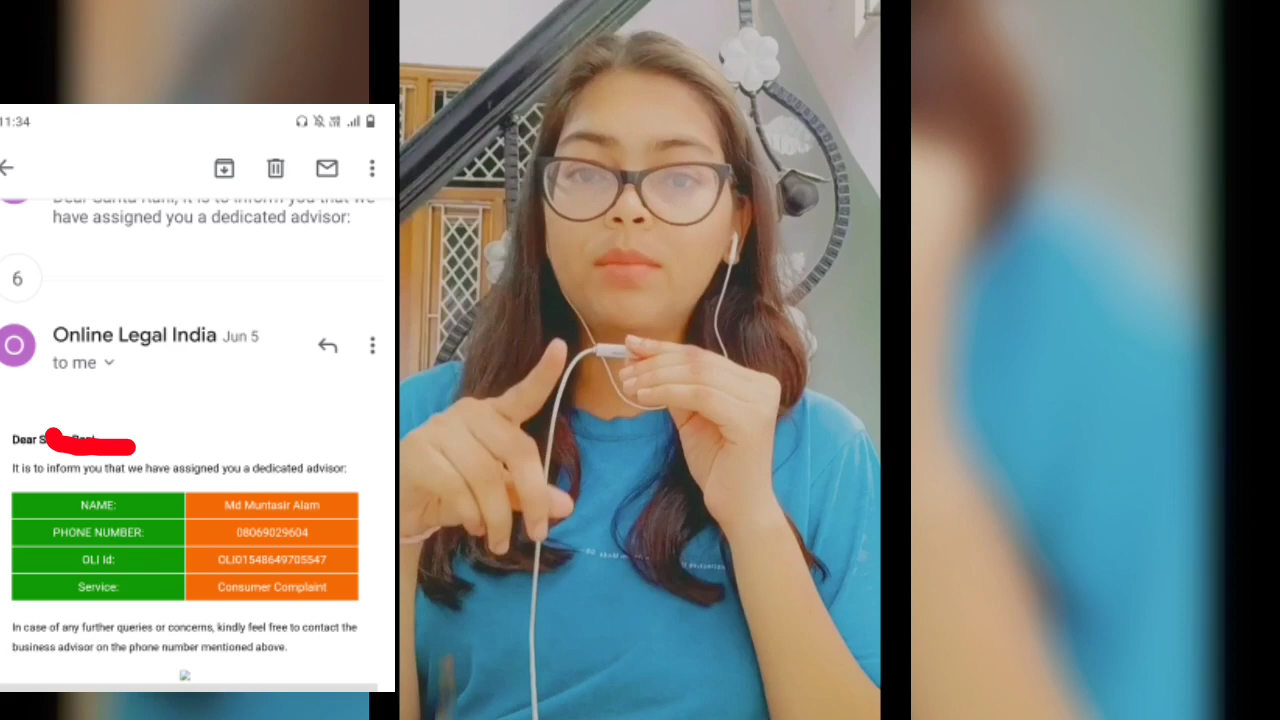 11:34
have assigned you a dedicated advisor:
6
O
Online Legal India Jun 5
to me
Dear
It is to inform you that we have assigned you a dedicated advisor:
NAME: Md Muntasir Alam
PHONE NUMBER: 08069029604
OLI Id: OLI01548649705547
Service: Consumer Complaint
In case of any further queries or concerns, kindly feel free to contact the
business advisor on the phone number mentioned above.